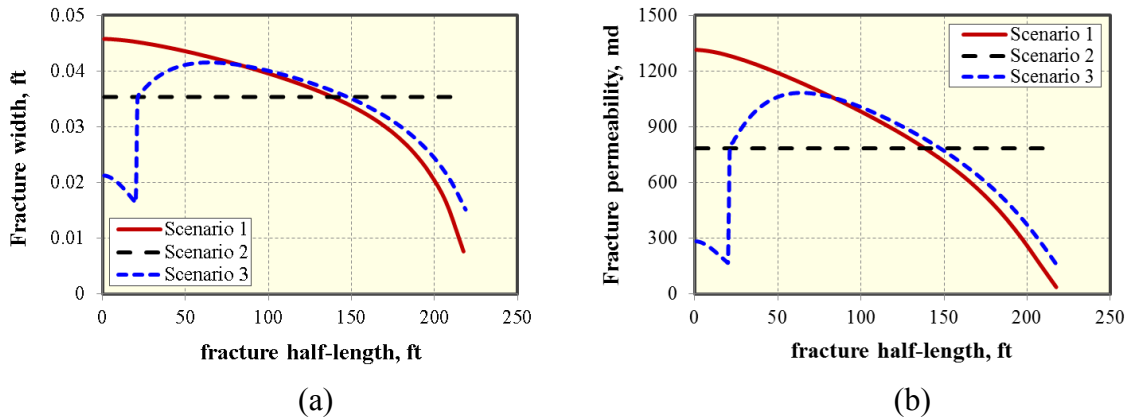 0.05
0.04
0.03
0.02
0.01
0
Fracture width, ft
Scenario 1
Scenario 2
Scenario 3
0 50 100 150 200 250
fracture half-length, ft
(a)
1500
1200
900
600
300
0
Fracture permeability, md
Scenario 1
Scenario 2
Scenario 3
0 50 100 150 200 250
fracture half-length, ft
(b)